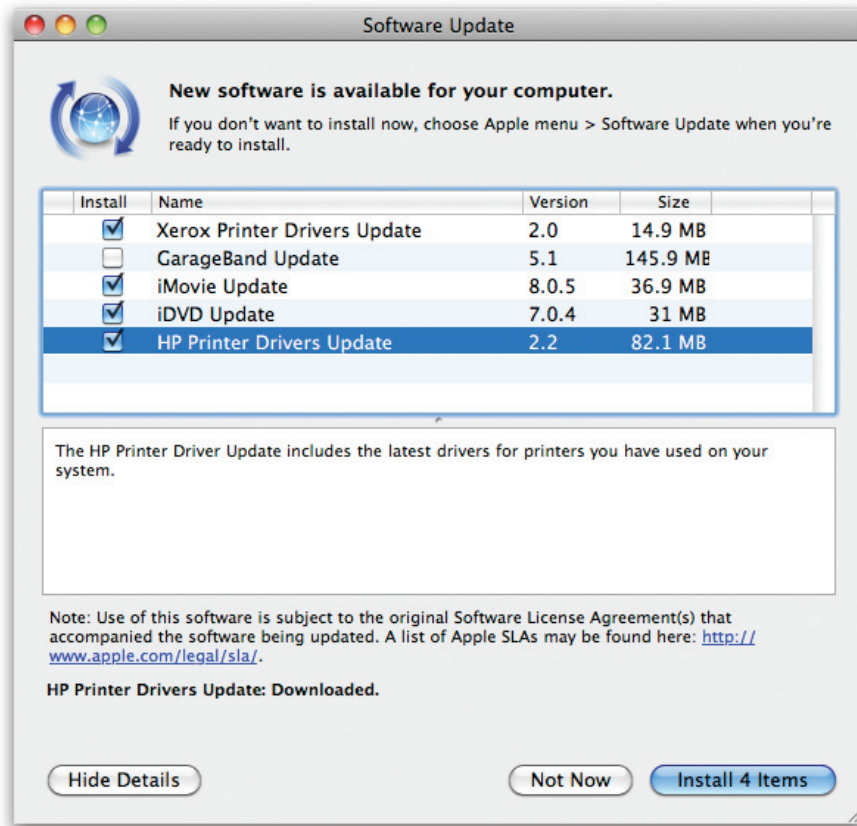 Software Update
New software is available for your computer.
If you don't want to install now, choose Apple menu > Software Update when you're
ready to install.
Install Name Version Size
Xerox Printer Drivers Update 2.0 14.9 MB
GarageBand Update 5.1 145.9 MB
iMovie Update 8.0.5 36.9 MB
iDVD Update 7.0.4 31 MB
HP Printer Drivers Update 2.2 82.1 MB
The HP Printer Driver Update includes the latest drivers for printers you have used on your
system.
Note: Use of this software is subject to the original Software License Agreement(s) that
accompanied the software being updated. A list of Apple SLAs may be found here: http://
www.apple.com/legal/sla/.
HP Printer Drivers Update: Downloaded.
Hide Details Not Now Install 4 Items